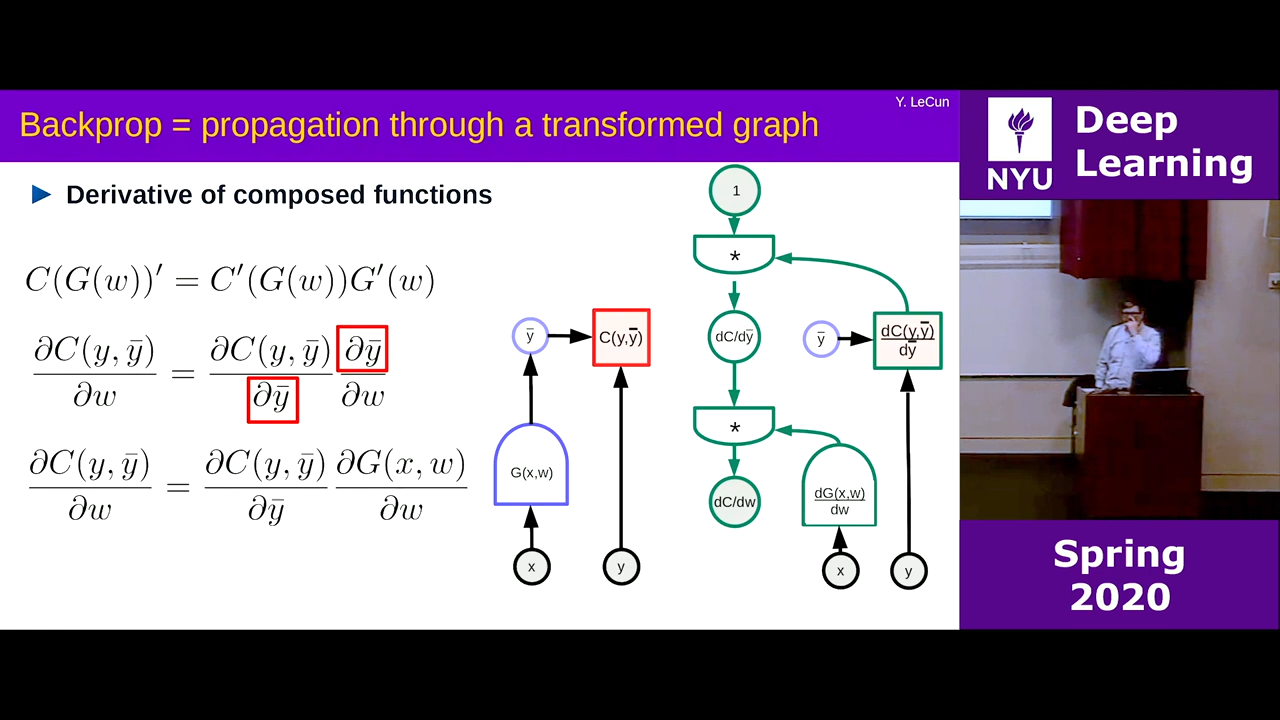 Y. LeCun
Backprop = propagation through a transformed graph
Derivative of composed functions
C(G(w))′ = C′(G(w))G′(w)
∂C(y, ȳ)/∂w = ∂C(y, ȳ)/∂ȳ ∂ȳ/∂w
∂C(y, ȳ)/∂w = ∂C(y, ȳ)/∂ȳ ∂G(x, w)/∂w
ȳ
C(y,ȳ)
G(x,w)
x
y
1
*
dC/dȳ
*
dC/dw
ȳ
dC(y,ȳ)
dȳ
dG(x,w)
dw
x
y
NYU
Deep
Learning
Spring
2020